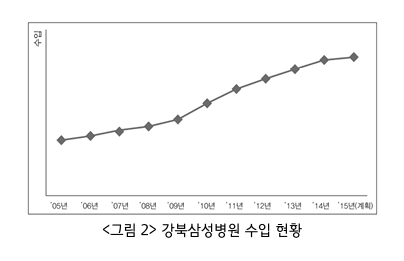 수입
'05년 '06년 '07년 '08년 '09년 '10년 '11년 '12년 '13년 '14년 '15년(계획)
<그림 2> 강북삼성병원 수입 현황